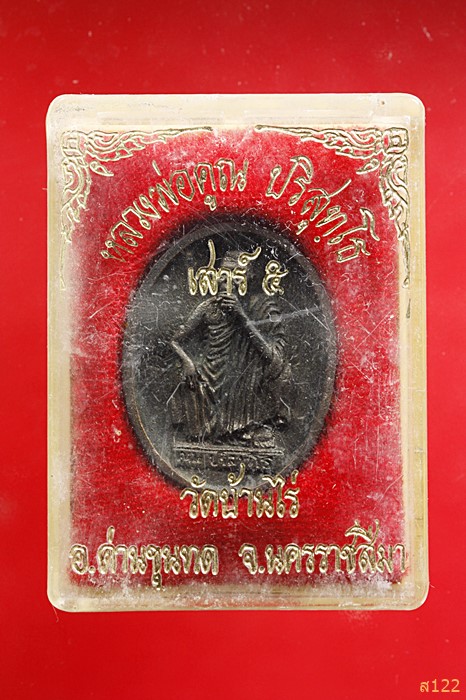 หลวงพ่อคูณ ปริสุทฺโธ
เสาร์ ๕
วัดบ้านไร่
อ.ด่านขุนทด จ.นครราชสีมา
ส122